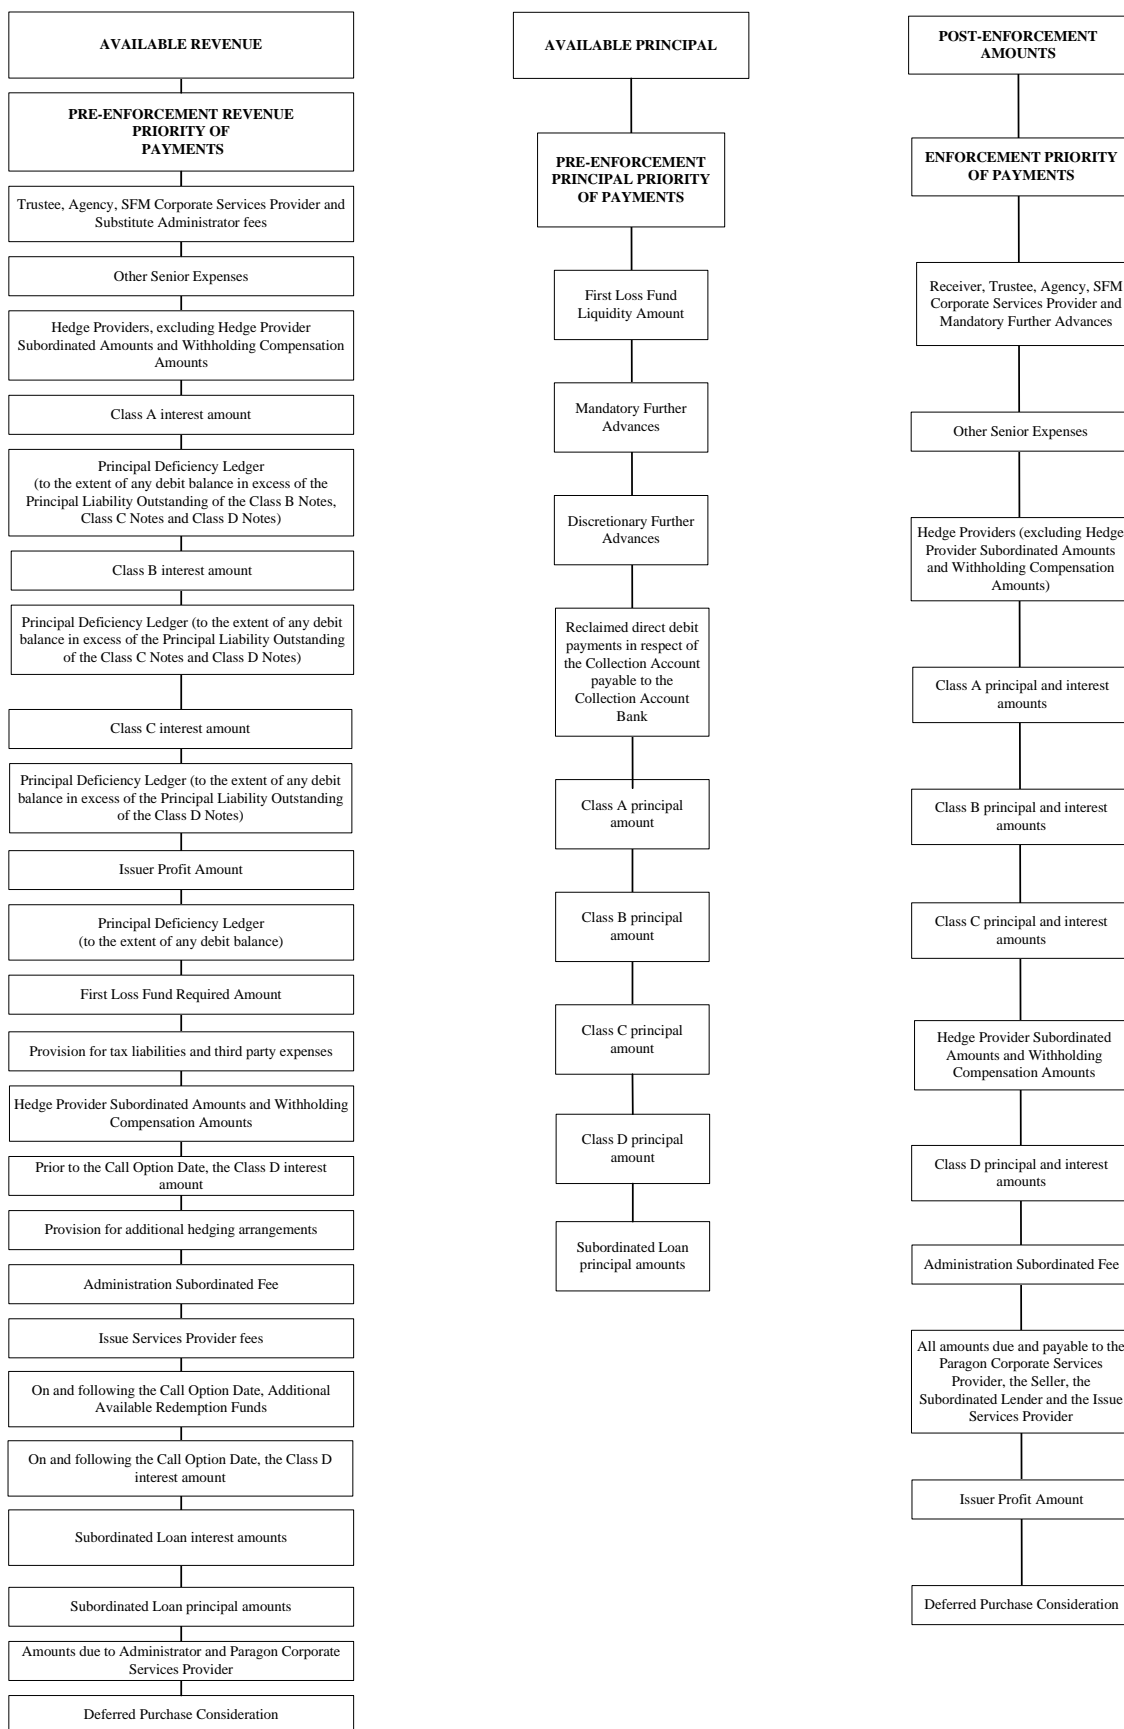 AVAILABLE REVENUE
PRE-ENFORCEMENT REVENUE
PRIORITY OF
PAYMENTS
Trustee, Agency, SFM Corporate Services Provider and
Substitute Administrator fees
Other Senior Expenses
Hedge Providers, excluding Hedge Provider
Subordinated Amounts and Withholding Compensation
Amounts
Class A interest amount
Principal Deficiency Ledger
(to the extent of any debit balance in excess of the
Principal Liability Outstanding of the Class B Notes,
Class C Notes and Class D Notes)
Class B interest amount
Principal Deficiency Ledger (to the extent of any debit
balance in excess of the Principal Liability Outstanding
of the Class C Notes and Class D Notes)
Class C interest amount
Principal Deficiency Ledger (to the extent of any debit
balance in excess of the Principal Liability Outstanding
of the Class D Notes)
Issuer Profit Amount
Principal Deficiency Ledger
(to the extent of any debit balance)
First Loss Fund Required Amount
Provision for tax liabilities and third party expenses
Hedge Provider Subordinated Amounts and Withholding
Compensation Amounts
Prior to the Call Option Date, the Class D interest
amount
Provision for additional hedging arrangements
Administration Subordinated Fee
Issue Services Provider fees
On and following the Call Option Date, Additional
Available Redemption Funds
On and following the Call Option Date, the Class D
interest amount
Subordinated Loan interest amounts
Subordinated Loan principal amounts
Amounts due to Administrator and Paragon Corporate
Services Provider
Deferred Purchase Consideration
AVAILABLE PRINCIPAL
PRE-ENFORCEMENT
PRINCIPAL PRIORITY
OF PAYMENTS
First Loss Fund
Liquidity Amount
Mandatory Further
Advances
Discretionary Further
Advances
Reclaimed direct debit
payments in respect of
the Collection Account
payable to the
Collection Account
Bank
Class A principal
amount
Class B principal
amount
Class C principal
amount
Class D principal
amount
Subordinated Loan
principal amounts
POST-ENFORCEMENT
AMOUNTS
ENFORCEMENT PRIORITY
OF PAYMENTS
Receiver, Trustee, Agency, SFM
Corporate Services Provider and
Mandatory Further Advances
Other Senior Expenses
Hedge Providers (excluding Hedge
Provider Subordinated Amounts
and Withholding Compensation
Amounts)
Class A principal and interest
amounts
Class B principal and interest
amounts
Class C principal and interest
amounts
Hedge Provider Subordinated
Amounts and Withholding
Compensation Amounts
Class D principal and interest
amounts
Administration Subordinated Fee
All amounts due and payable to the
Paragon Corporate Services
Provider, the Seller, the
Subordinated Lender and the Issue
Services Provider
Issuer Profit Amount
Deferred Purchase Consideration